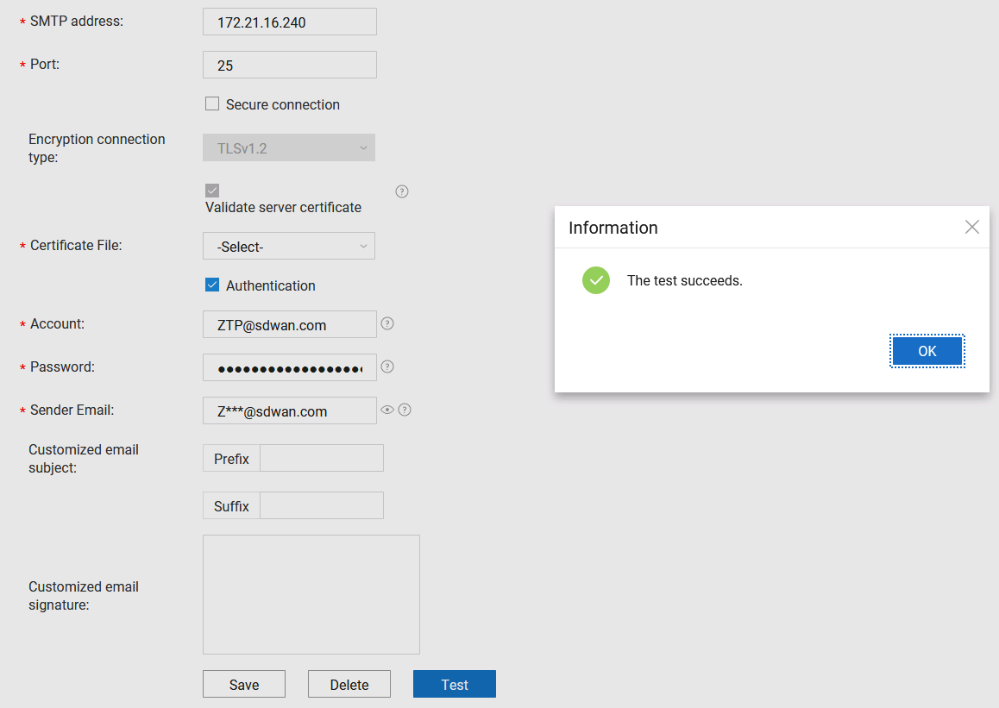 * SMTP address:
172.21.16.240
* Port:
25
Secure connection
Encryption connection
type:
TLSv1.2
Validate server certificate
* Certificate File:
-Select-
Authentication
* Account:
ZTP@sdwan.com
* Password:
●●●●●●●●●●●●●●●●●
* Sender Email:
Z***@sdwan.com
Customized email
subject:
Prefix
Suffix
Customized email
signature:
Save
Delete
Test
Information
The test succeeds.
OK